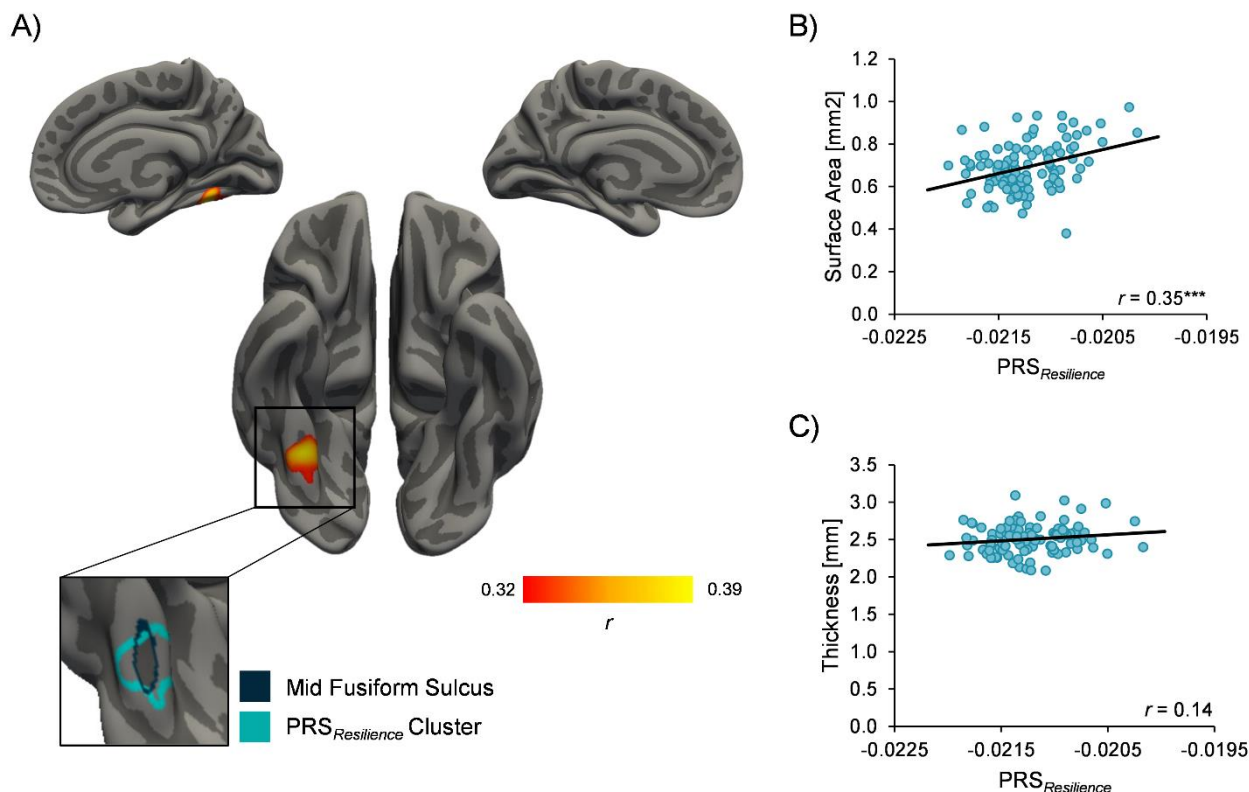 A)
0.32
0.39
r
Mid Fusiform Sulcus
PRSResilience Cluster
B)
Surface Area [mm2]
1.2
1.0
0.8
0.6
0.4
0.2
0.0
r = 0.35***
-0.0225 -0.0215 -0.0205 -0.0195
PRSResilience
C)
Thickness [mm]
3.5
3.0
2.5
2.0
1.5
1.0
0.5
0.0
r = 0.14
-0.0225 -0.0215 -0.0205 -0.0195
PRSResilience